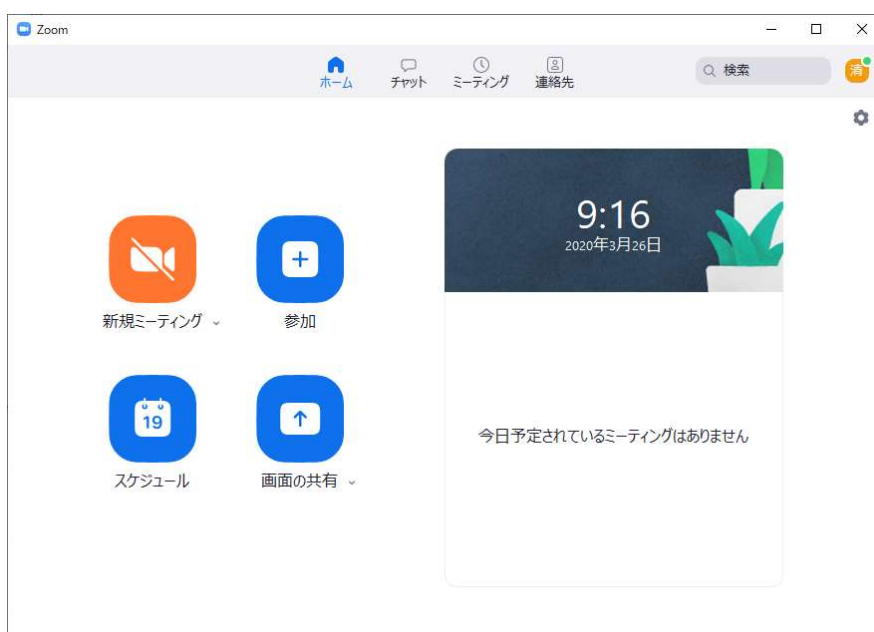 Zoom
ホーム
チャット
ミーティング
連絡先
検索
清
9:16
2020年3月26日
新規ミーティング
参加
19
スケジュール
画面の共有
今日予定されているミーティングはありません